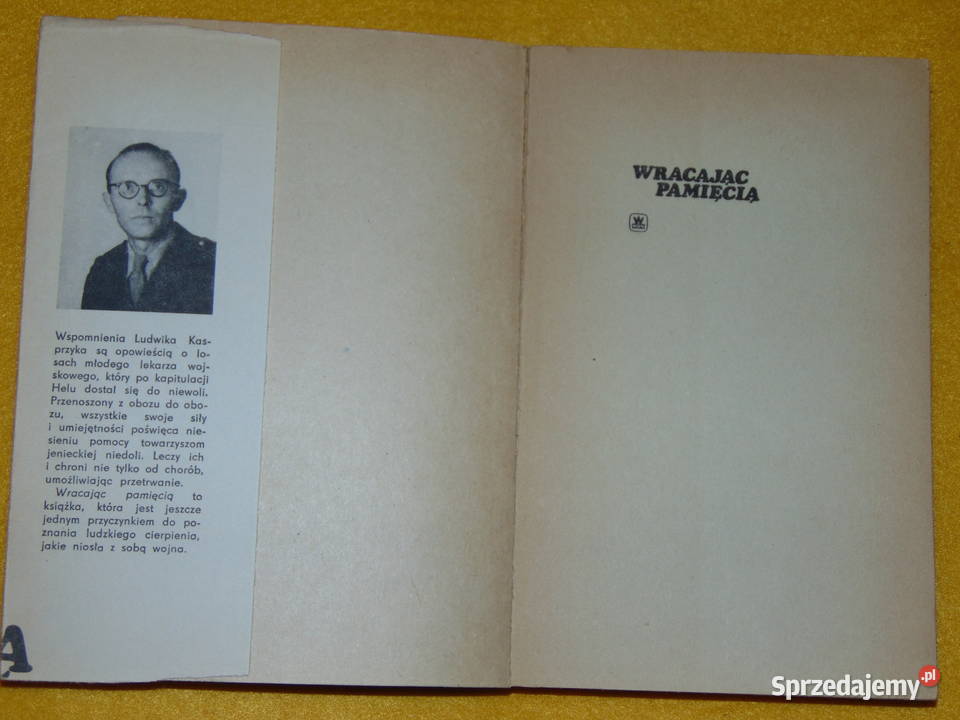 Wspomnienia Ludwika Kas-
przyka są opowieścią o lo-
sach młodego lekarza woj-
skowego, który po kapitulacji
Helu dostał się do niewoli.
Przenoszony z obozu do obo-
zu, wszystkie swoje siły
i umiejętności poświęca nie-
sieniu pomocy towarzyszom
jenieckiej niedoli. Leczy ich
i chroni nie tylko od chorób,
umożliwiając przetrwanie.
Wracając pamięcią to
książka, która jest jeszcze
jednym przyczynkiem do po-
znania ludzkiego cierpienia,
jakie niosła z sobą wojna.
A
WRACAJĄC
PAMIĘCIĄ
W
Sprzedajemy.pl